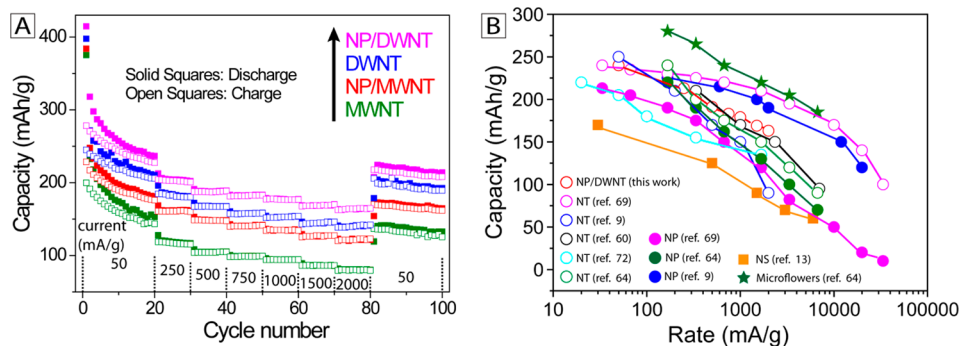 A
400
300
200
100
Capacity (mAh/g)
NP/DWNT
DWNT
NP/MWNT
MWNT
Solid Squares: Discharge
Open Squares: Charge
current
(mA/g)
50
250
500
750
1000
1500
2000
50
0 20 40 60 80 100
Cycle number
B
300
250
200
150
100
50
0
Capacity (mAh/g)
NP/DWNT (this work)
NT (ref. 69)
NT (ref. 9)
NT (ref. 60)
NT (ref. 72)
NT (ref. 64)
NP (ref. 69)
NP (ref. 64)
NP (ref. 9)
NS (ref. 13)
Microflowers (ref. 64)
10 100 1000 10000 100000
Rate (mA/g)